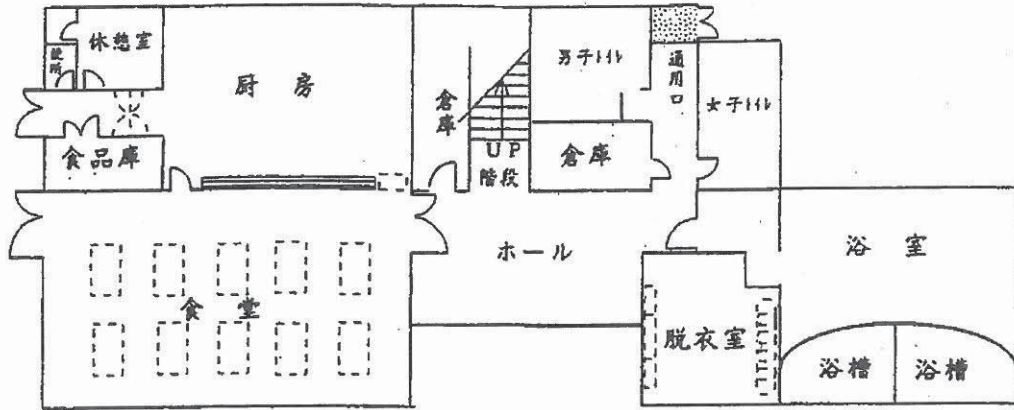 休憩室
便所
厨房
食品庫
倉庫
UP
階段
男子トイレ
倉庫
通用口
女子トイレ
ホール
食堂
浴室
脱衣室
浴槽
浴槽